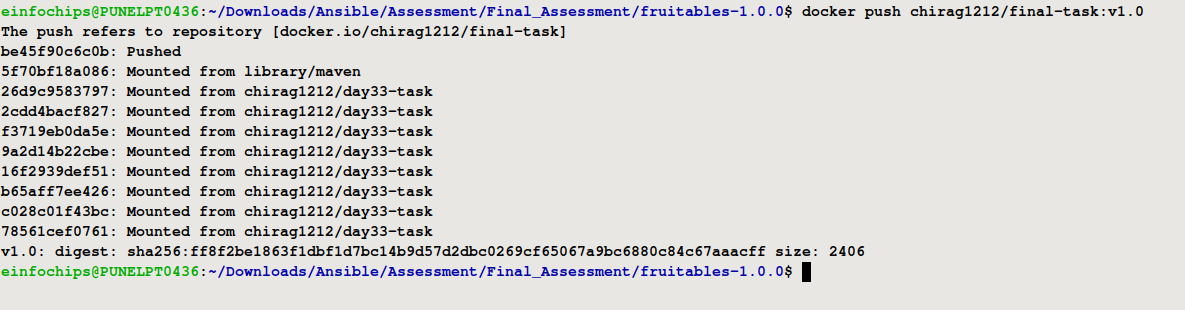 einfochips@PUNELPT0436:~/Downloads/Ansible/Assessment/Final_Assessment/fruitables-1.0.0$ docker push chirag1212/final-task:v1.0
The push refers to repository [docker.io/chirag1212/final-task]
be45f90c6c0b: Pushed
5f70bf18a086: Mounted from library/maven
26d9c9583797: Mounted from chirag1212/day33-task
2cdd4bacf827: Mounted from chirag1212/day33-task
f3719eb0da5e: Mounted from chirag1212/day33-task
9a2d14b22cbe: Mounted from chirag1212/day33-task
16f2939def51: Mounted from chirag1212/day33-task
b65aff7ee426: Mounted from chirag1212/day33-task
c028c01f43bc: Mounted from chirag1212/day33-task
78561cef0761: Mounted from chirag1212/day33-task
v1.0: digest: sha256:ff8f2be1863f1dbf1d7bc14b9d57d2dbc0269cf65067a9bc6880c84c67aaacff size: 2406
einfochips@PUNELPT0436:~/Downloads/Ansible/Assessment/Final_Assessment/fruitables-1.0.0$